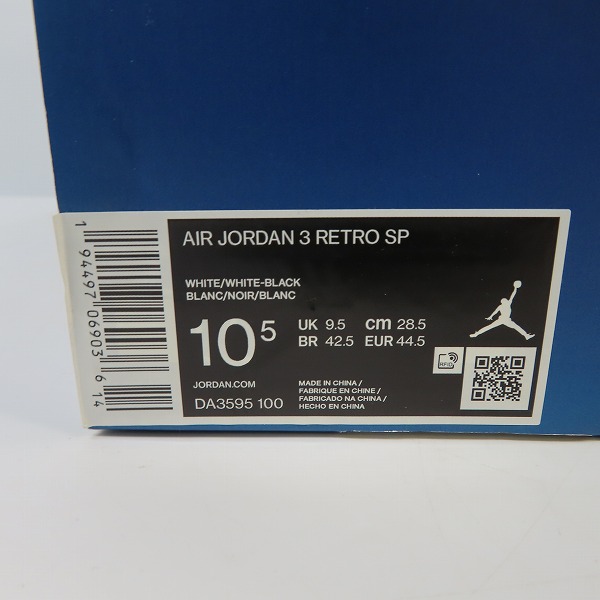 AIR JORDAN 3 RETRO SP
WHITE/WHITE-BLACK
BLANC/NOIR/BLANC
10 5 UK 9.5 cm 28.5
BR 42.5 EUR 44.5
JORDAN.COM
DA3595 100
MADE IN CHINA /
FABRIQUE EN CHINE /
FABRICADO NA CHINA /
HECHO EN CHINA
RFID
1 94497 06903 6 14